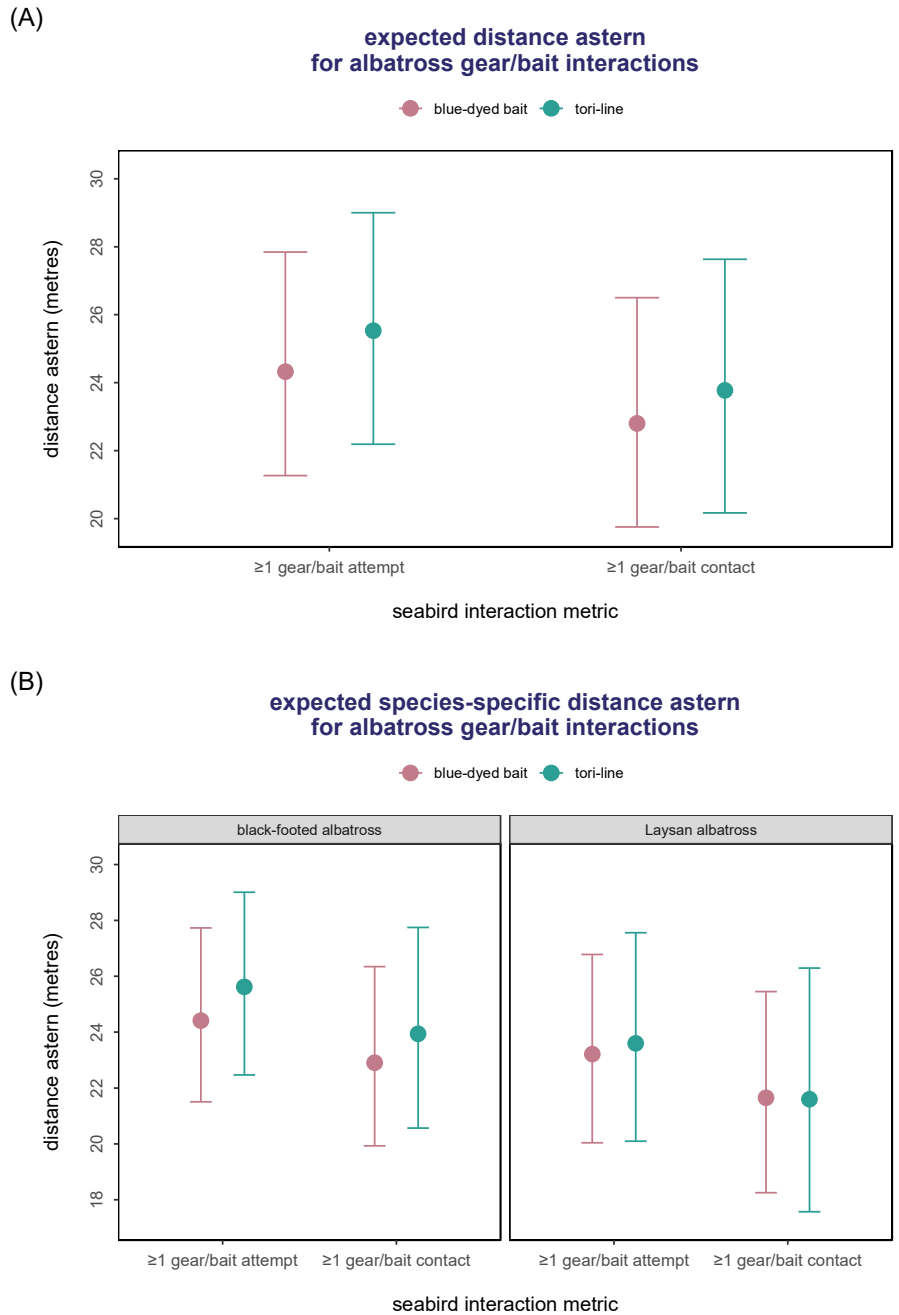 (A)
expected distance astern
for albatross gear/bait interactions
blue-dyed bait tori-line
30
28
26
24
22
20
distance astern (metres)
≥1 gear/bait attempt ≥1 gear/bait contact
seabird interaction metric
(B)
expected species-specific distance astern
for albatross gear/bait interactions
blue-dyed bait tori-line
black-footed albatross Laysan albatross
30
28
26
24
22
20
18
distance astern (metres)
≥1 gear/bait attempt ≥1 gear/bait contact ≥1 gear/bait attempt ≥1 gear/bait contact
seabird interaction metric